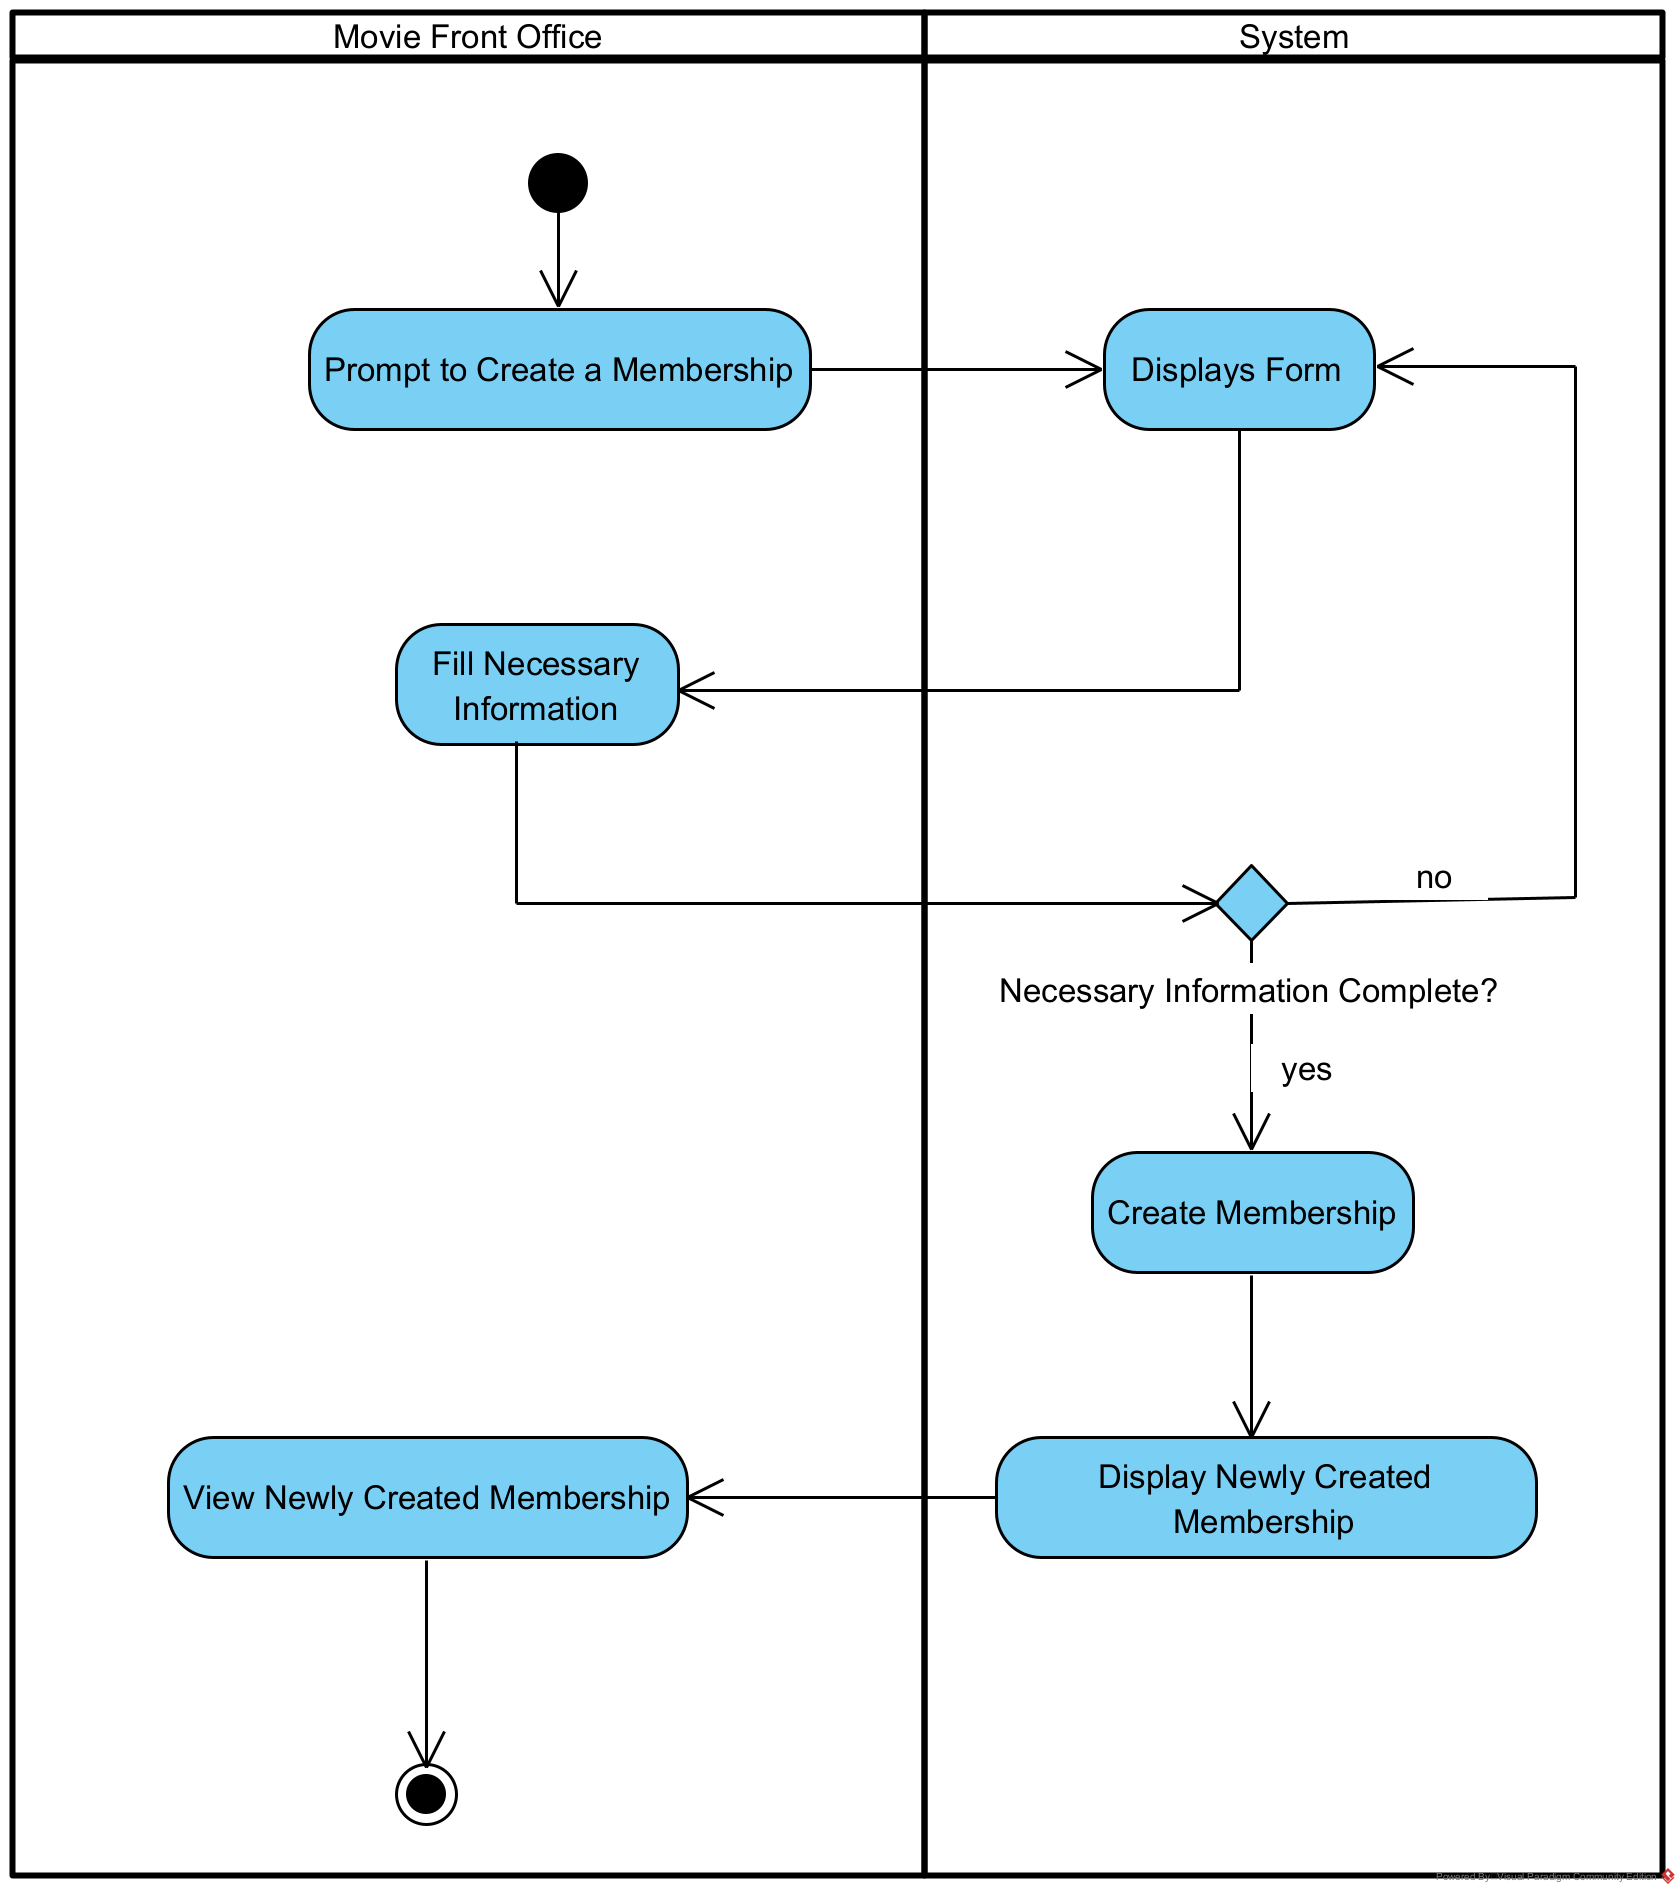 Movie Front Office
System
Prompt to Create a Membership
Displays Form
Fill Necessary
Information
no
Necessary Information Complete?
yes
Create Membership
Display Newly Created
Membership
View Newly Created Membership
Powered By: Visual Paradigm Community Edition